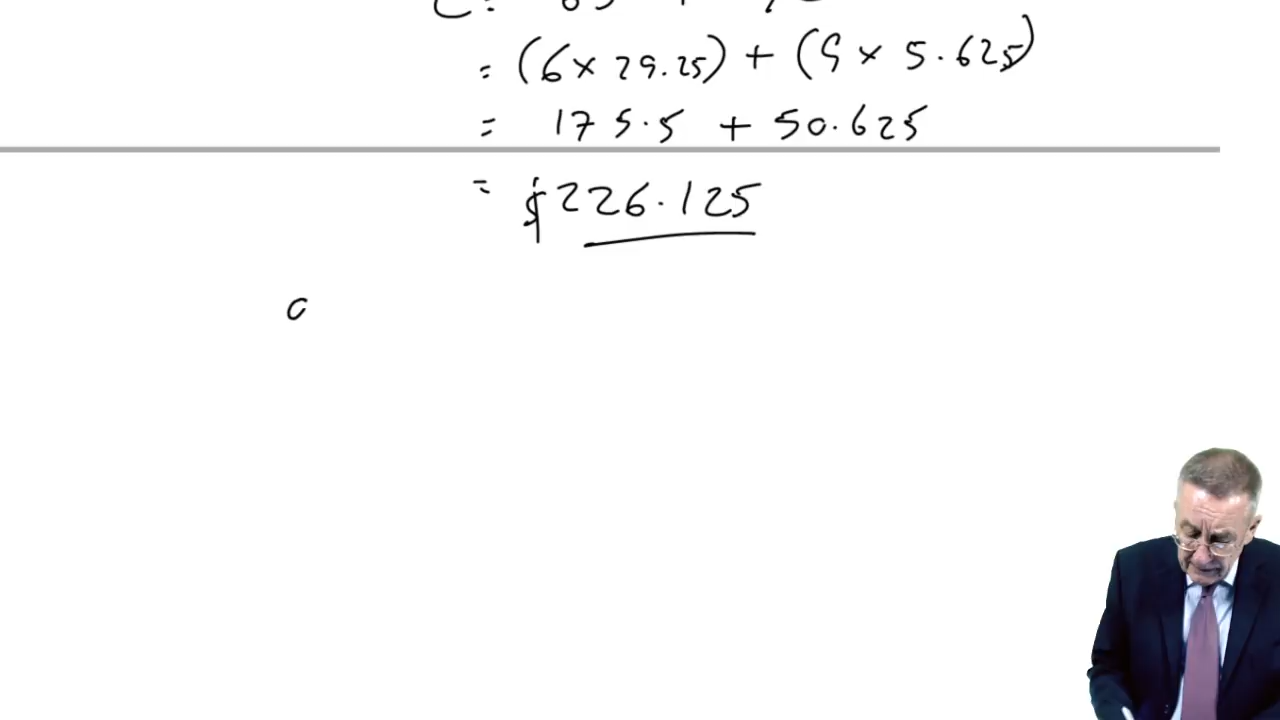 = (6 × 29.25) + (9 × 5.625)
= 175.5 + 50.625
= $226.125